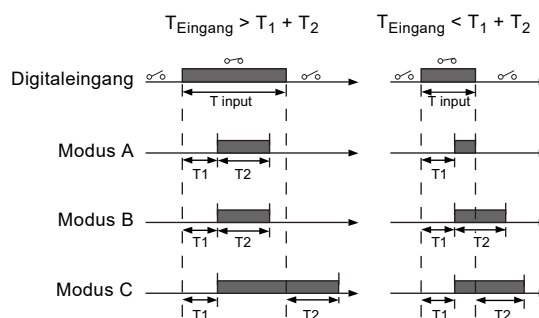 T_Eingang > T_1 + T_2 T_Eingang < T_1 + T_2
Digitaleingang
T input T input
Modus A
T1 T2 T1
Modus B
T1 T2 T1 T2
Modus C
T1 T2 T1 T2